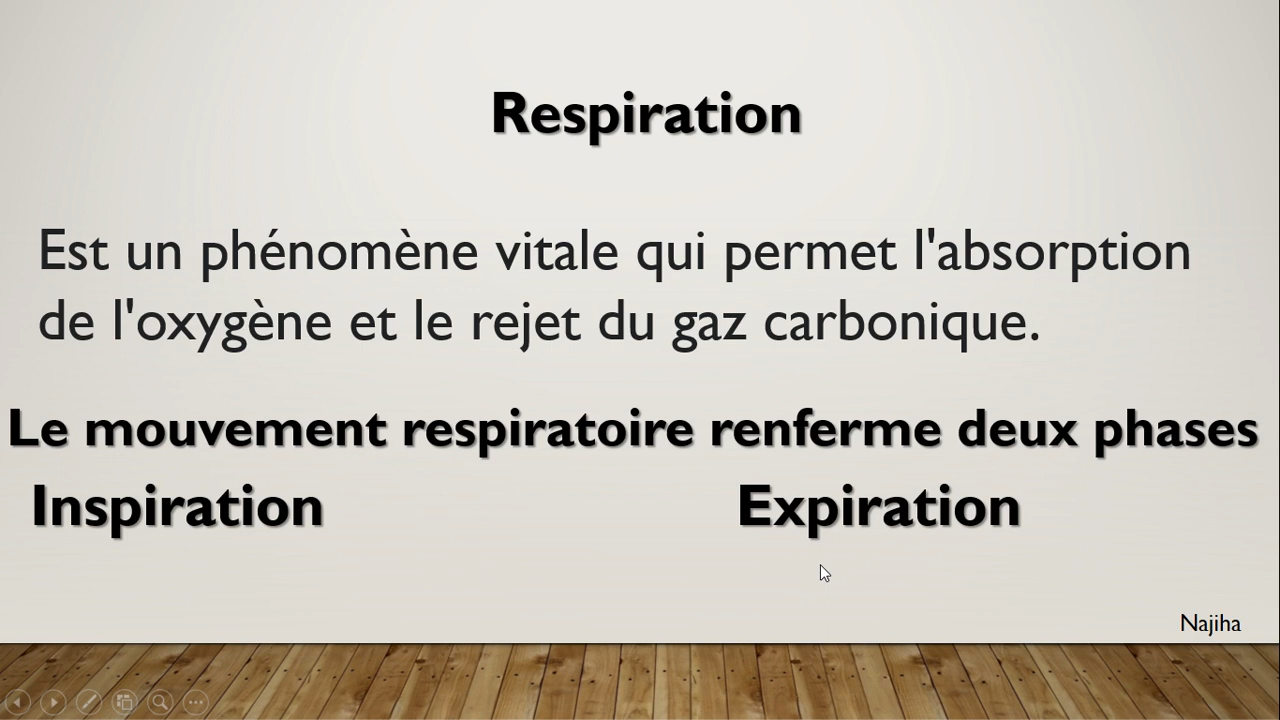 Respiration
Est un phénomène vitale qui permet l'absorption
de l'oxygène et le rejet du gaz carbonique.
Le mouvement respiratoire renferme deux phases
Inspiration Expiration
Najiha